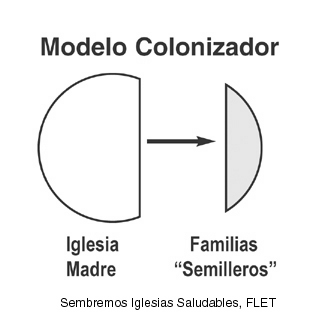 Modelo Colonizador
Iglesia
Madre
Familias
“Semilleros”
Sembremos Iglesias Saludables, FLET